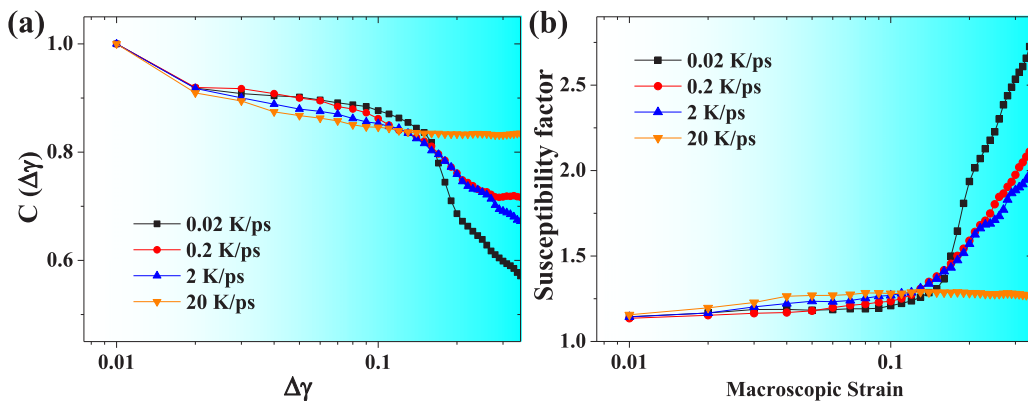 (a)
1.0
0.8
0.6
C (Δγ)
0.02 K/ps
0.2 K/ps
2 K/ps
20 K/ps
0.01
0.1
Δγ
(b)
2.5
2.0
1.5
1.0
Susceptibility factor
0.02 K/ps
0.2 K/ps
2 K/ps
20 K/ps
0.01
0.1
Macroscopic Strain